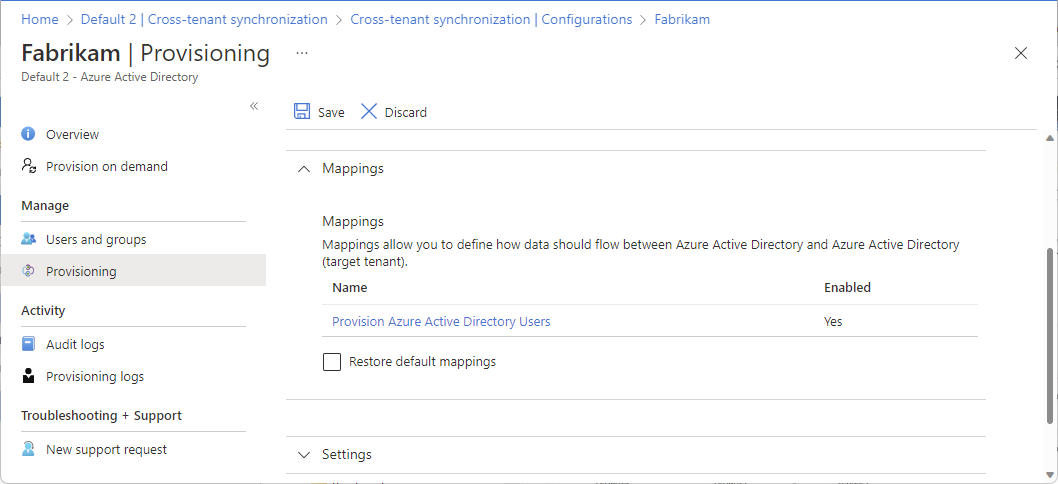 Home > Default 2 | Cross-tenant synchronization > Cross-tenant synchronization | Configurations > Fabrikam
Fabrikam | Provisioning ...
Default 2 - Azure Active Directory
Save Discard
Overview
Provision on demand
Manage
Users and groups
Provisioning
Activity
Audit logs
Provisioning logs
Troubleshooting + Support
New support request
Mappings
Mappings
Mappings allow you to define how data should flow between Azure Active Directory and Azure Active Directory
(target tenant).
Name Enabled
Provision Azure Active Directory Users Yes
Restore default mappings
Settings